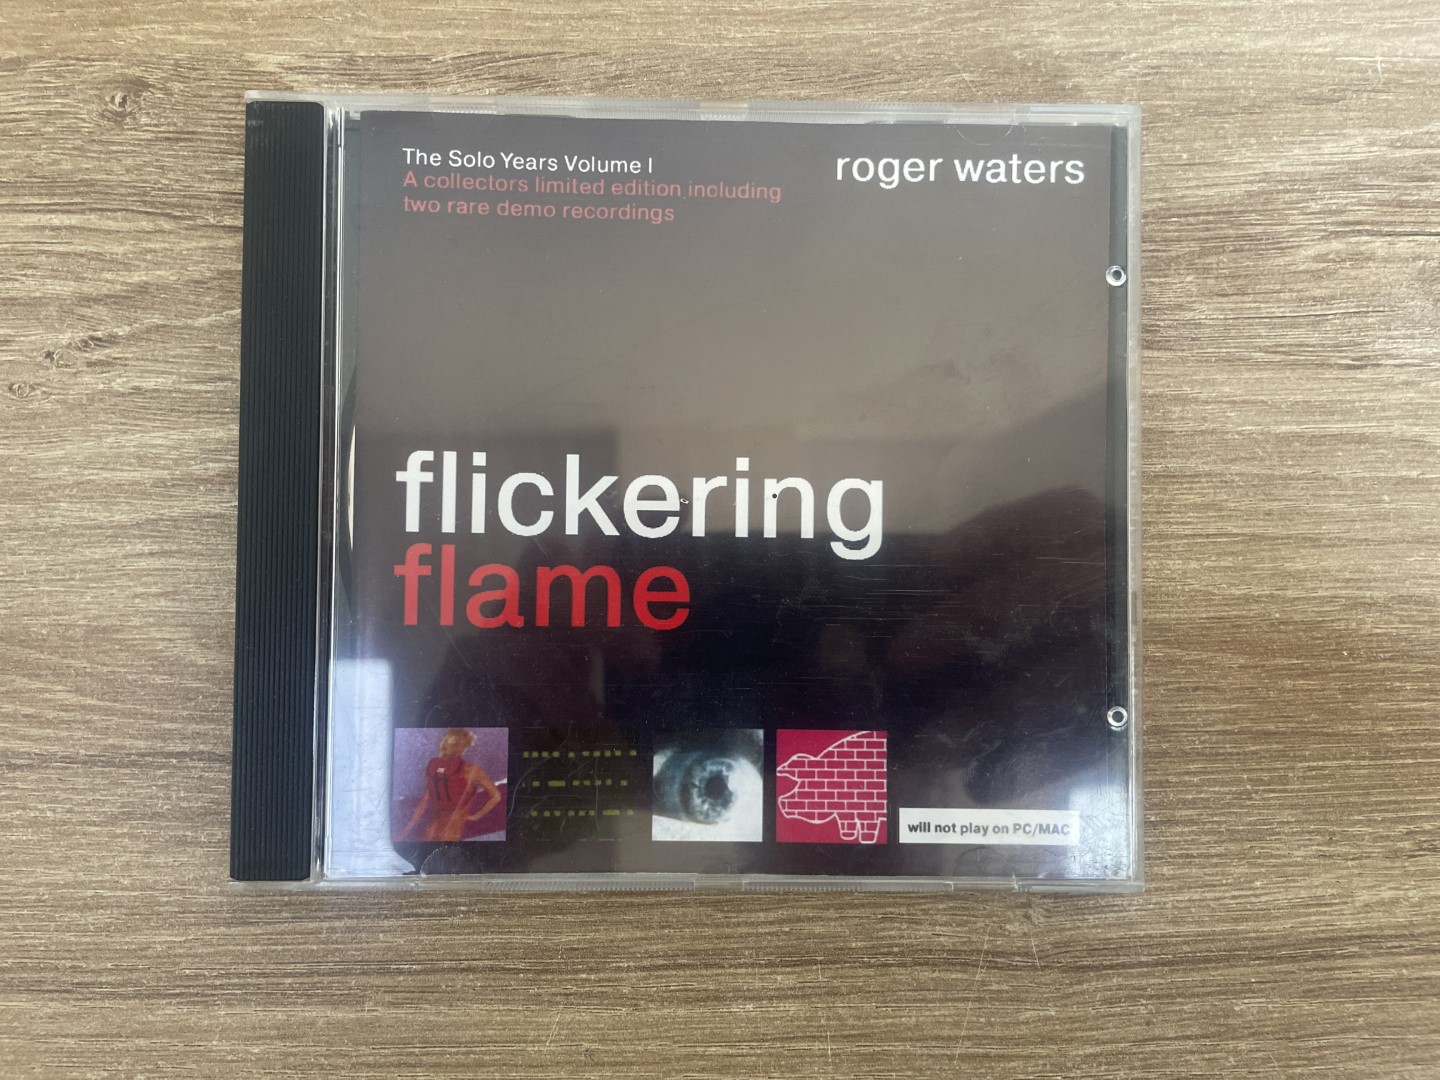 The Solo Years Volume I
A collectors limited edition including
two rare demo recordings
roger waters
flickering
flame
will not play on PC/MAC